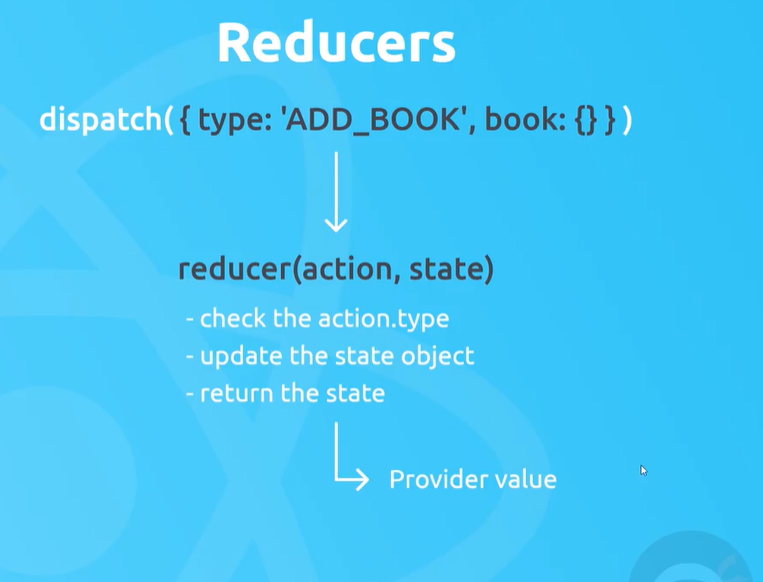 Reducers
dispatch( { type: 'ADD_BOOK', book: {} } )
reducer(action, state)
- check the action.type
- update the state object
- return the state
Provider value